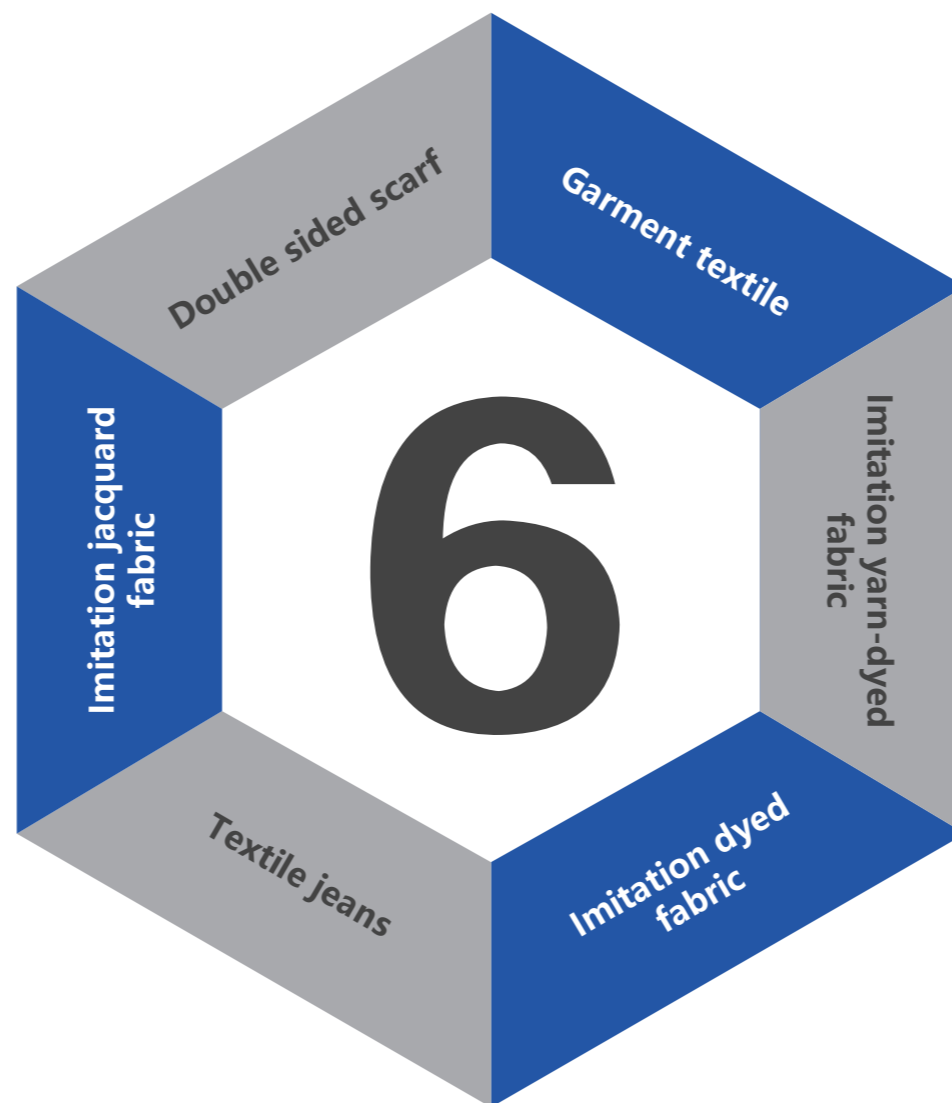 Double sided scarf
Garment textile
Imitation jacquard
fabric
6
Imitation yarn-dyed
fabric
Textile jeans
Imitation dyed
fabric